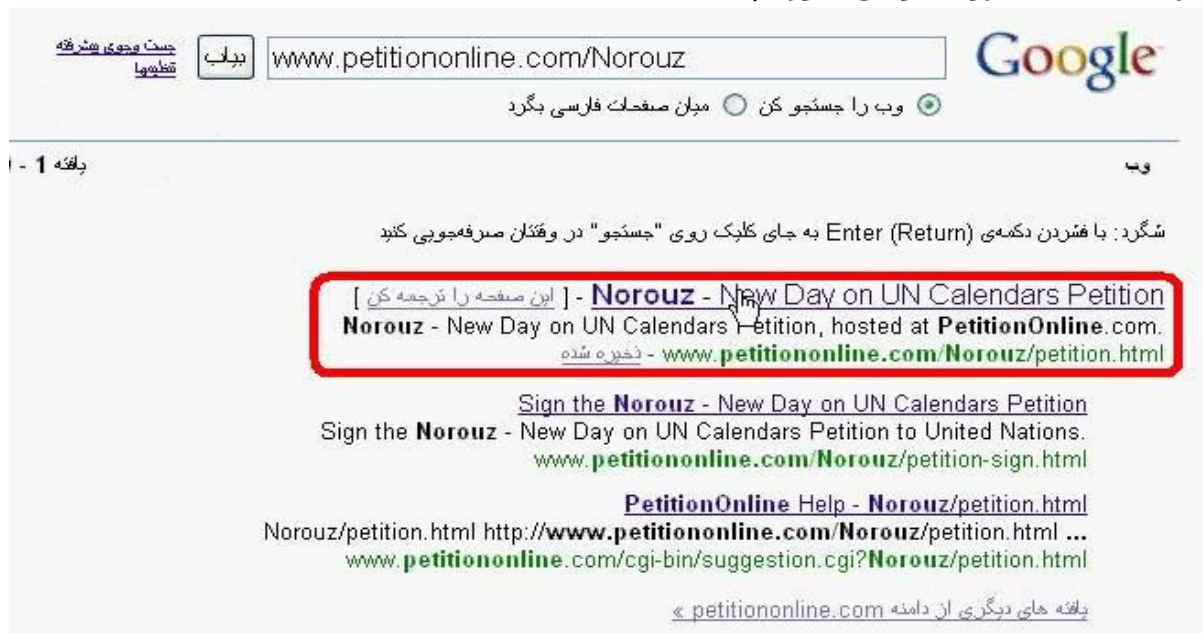 Google
www.petitiononline.com/Norouz
بیاب
جست وجوی پیشرفته
تنظیمها
وب را جستجو کن میان صفحات فارسی بگرد
وب
یافته 1 -
شگرد: با فشردن دکمه‌ی Enter (Return) به جای کلیک روی "جستجو" در وقتتان صرفه‌جویی کنید
Norouz - New Day on UN Calendars Petition - [ این صفحه را ترجمه کن ]
Norouz - New Day on UN Calendars Petition, hosted at PetitionOnline.com.
www.petitiononline.com/Norouz/petition.html - ذخیره شده
Sign the Norouz - New Day on UN Calendars Petition
Sign the Norouz - New Day on UN Calendars Petition to United Nations.
www.petitiononline.com/Norouz/petition-sign.html
PetitionOnline Help - Norouz/petition.html
Norouz/petition.html http://www.petitiononline.com/Norouz/petition.html ...
www.petitiononline.com/cgi-bin/suggestion.cgi?Norouz/petition.html
یافته های دیگری از دامنه petitiononline.com »